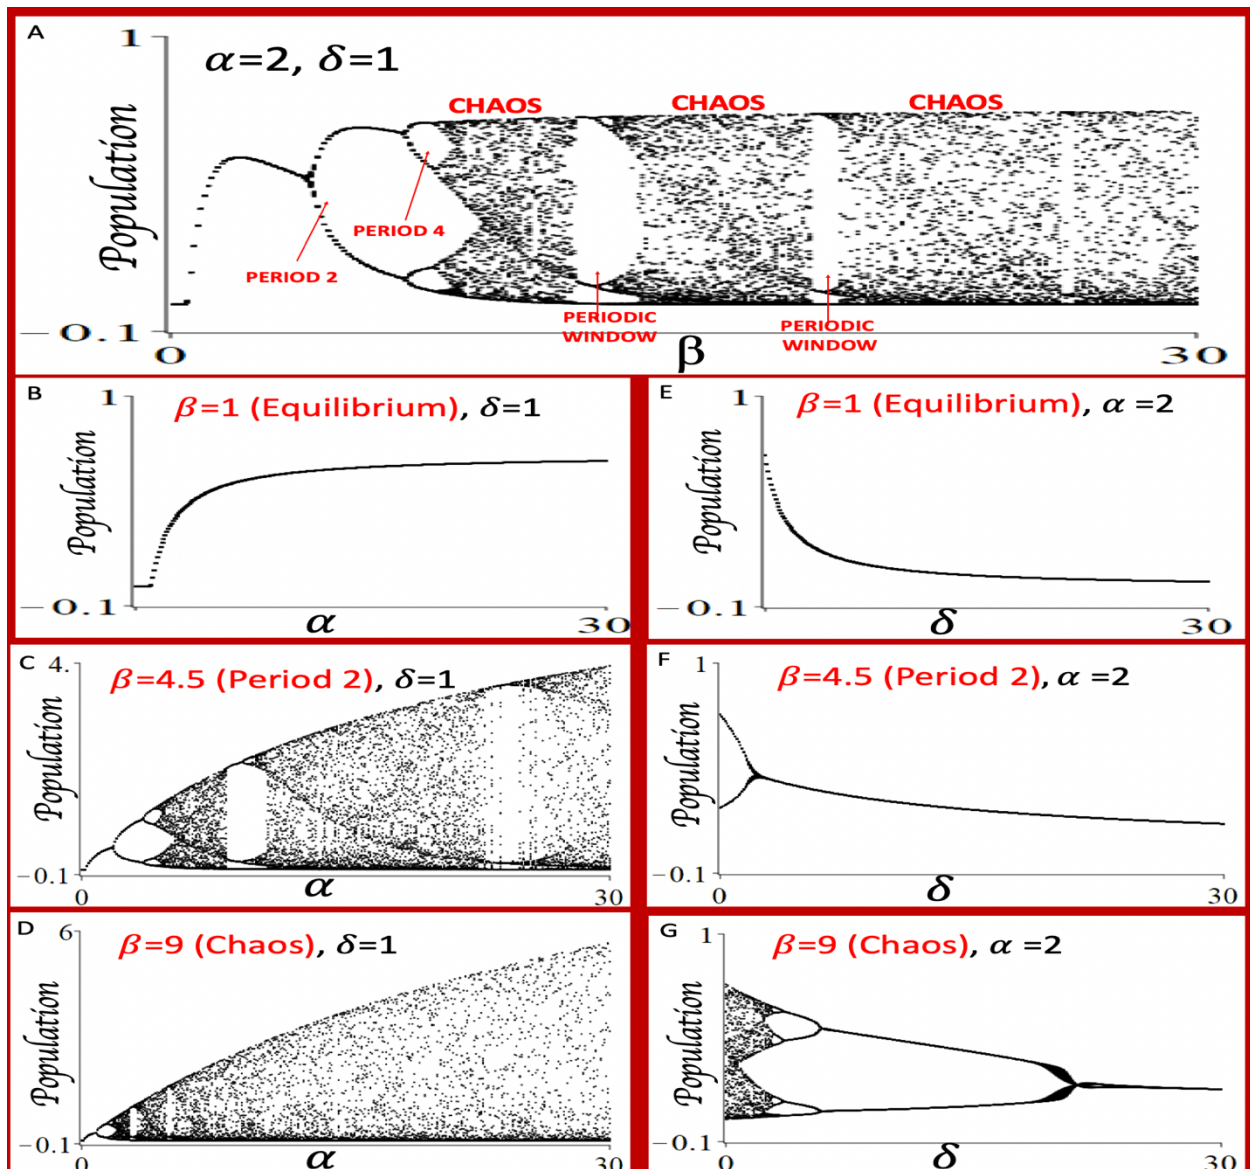 A
1
α=2, δ=1
CHAOS CHAOS CHAOS
Population
PERIOD 4
PERIOD 2
PERIODIC
WINDOW
PERIODIC
WINDOW
−0.1
0
β
30
B
1
β=1 (Equilibrium), δ=1
Population
−0.1
α
30
E
1
β=1 (Equilibrium), α =2
Population
−0.1
δ
30
C
4.
β=4.5 (Period 2), δ=1
Population
−0.1
0
α
30
F
1
β=4.5 (Period 2), α =2
Population
−0.1
0
δ
30
D
6
β=9 (Chaos), δ=1
Population
−0.1
0
α
30
G
1
β=9 (Chaos), α =2
Population
−0.1
0
δ
30